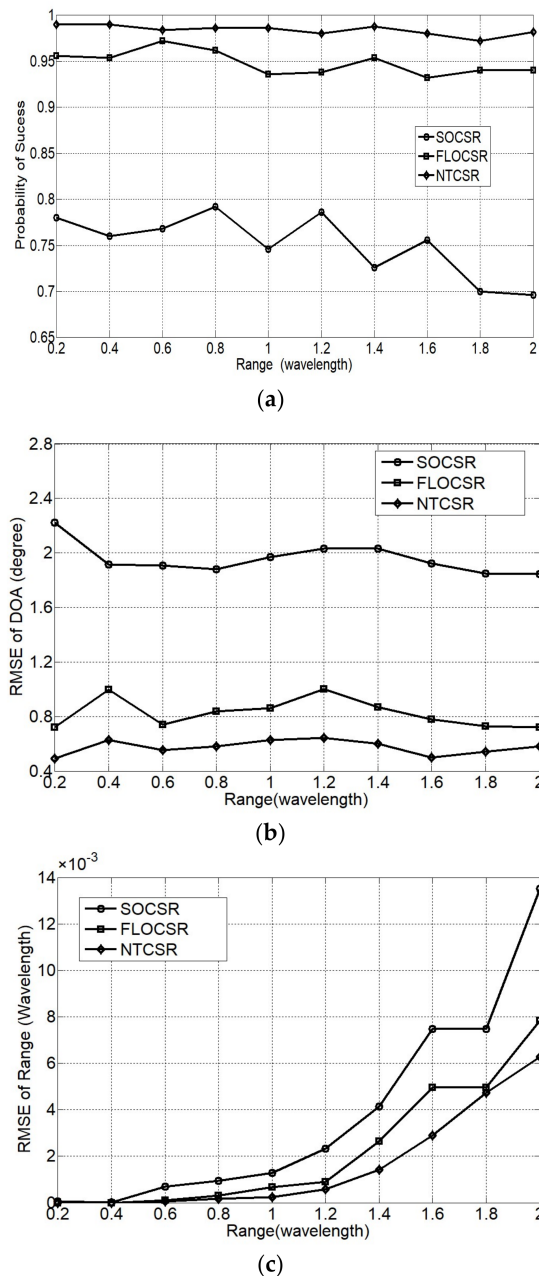 1
0.95
0.9
0.85
0.8
0.75
0.7
0.65
Probability of Sucess
SOCSR
FLOCSR
NTCSR
0.2 0.4 0.6 0.8 1 1.2 1.4 1.6 1.8 2
Range (wavelength)
(a)
2.8
2.4
2
1.6
1.2
0.8
0.4
RMSE of DOA (degree)
SOCSR
FLOCSR
NTCSR
0.2 0.4 0.6 0.8 1 1.2 1.4 1.6 1.8 2
Range(wavelength)
(b)
×10⁻³
14
12
10
8
6
4
2
0
RMSE of Range (Wavelength)
SOCSR
FLOCSR
NTCSR
0.2 0.4 0.6 0.8 1 1.2 1.4 1.6 1.8 2
Range(wavelength)
(c)